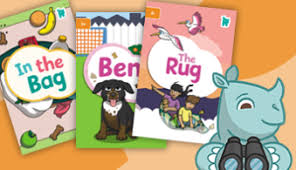 In the
Bag
Ben
The
Rug